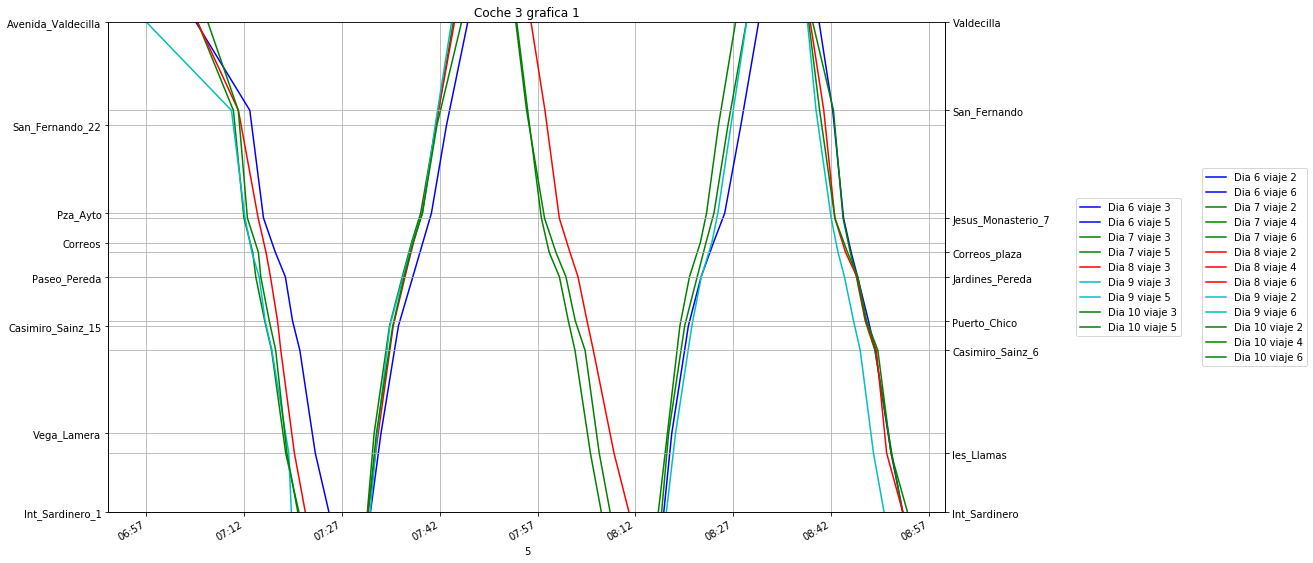 Coche 3 grafica 1
Avenida_Valdecilla
San_Fernando_22
Pza_Ayto
Correos
Paseo_Pereda
Casimiro_Sainz_15
Vega_Lamera
Int_Sardinero_1
Valdecilla
San_Fernando
Jesus_Monasterio_7
Correos_plaza
Jardines_Pereda
Puerto_Chico
Casimiro_Sainz_6
Ies_Llamas
Int_Sardinero
06:57
07:12
07:27
07:42
07:57
08:12
08:27
08:42
08:57
5
Dia 6 viaje 3
Dia 6 viaje 5
Dia 7 viaje 3
Dia 7 viaje 5
Dia 8 viaje 3
Dia 9 viaje 3
Dia 9 viaje 5
Dia 10 viaje 3
Dia 10 viaje 5
Dia 6 viaje 2
Dia 6 viaje 6
Dia 7 viaje 2
Dia 7 viaje 4
Dia 7 viaje 6
Dia 8 viaje 2
Dia 8 viaje 4
Dia 8 viaje 6
Dia 9 viaje 2
Dia 9 viaje 6
Dia 10 viaje 2
Dia 10 viaje 4
Dia 10 viaje 6